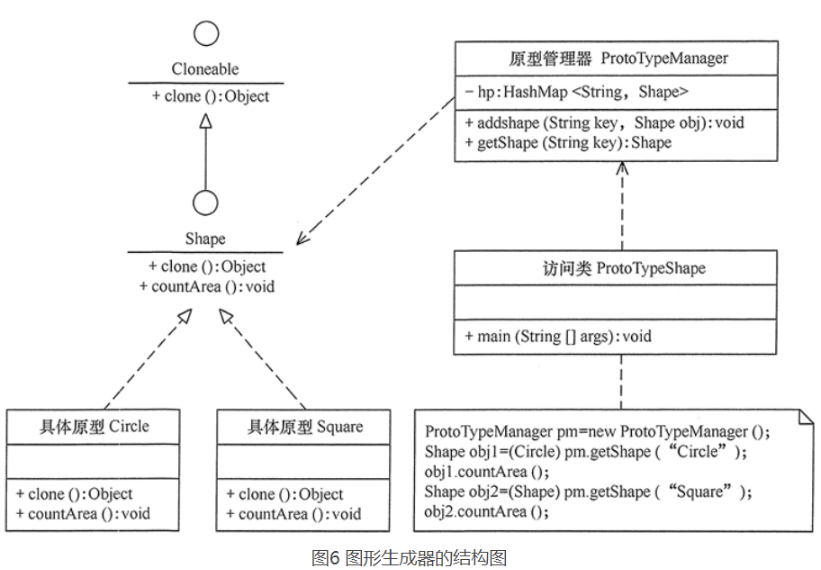 Cloneable
+ clone ():Object
Shape
+ clone ():Object
+ countArea ():void
原型管理器 ProtoTypeManager
- hp:HashMap <String, Shape>
+ addshape (String key, Shape obj):void
+ getShape (String key):Shape
访问类 ProtoTypeShape
+ main (String [] args):void
具体原型 Circle
+ clone ():Object
+ countArea ():void
具体原型 Square
+ clone ():Object
+ countArea ():void
ProtoTypeManager pm=new ProtoTypeManager ();
Shape obj1=(Circle) pm.getShape (“Circle”);
obj1.countArea ();
Shape obj2=(Shape) pm.getShape (“Square”);
obj2.countArea ();
图6 图形生成器的结构图